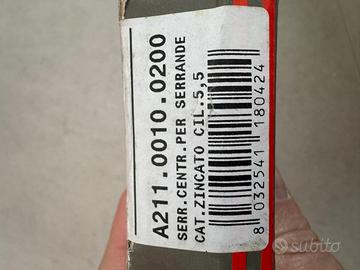 A211.0010.0200
SERR.CENTR.PER SERRANDE
CAT.ZINCATO CIL.5,5
8 032541 180424
subito